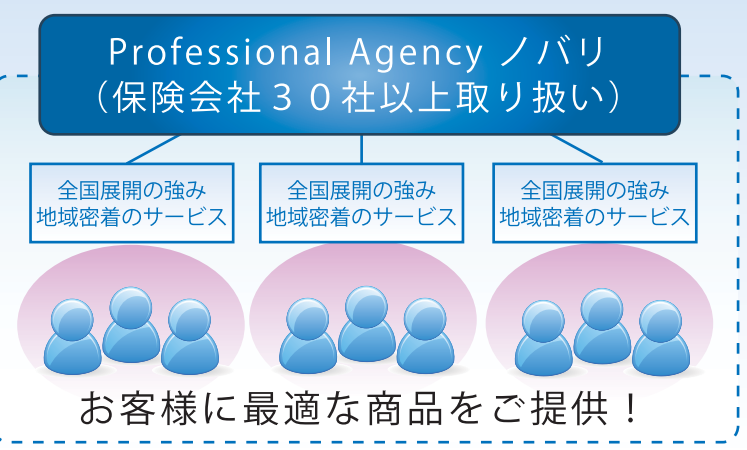 Professional Agency ノバリ
（保険会社３０社以上取り扱い）
全国展開の強み
地域密着のサービス
全国展開の強み
地域密着のサービス
全国展開の強み
地域密着のサービス
お客様に最適な商品をご提供！